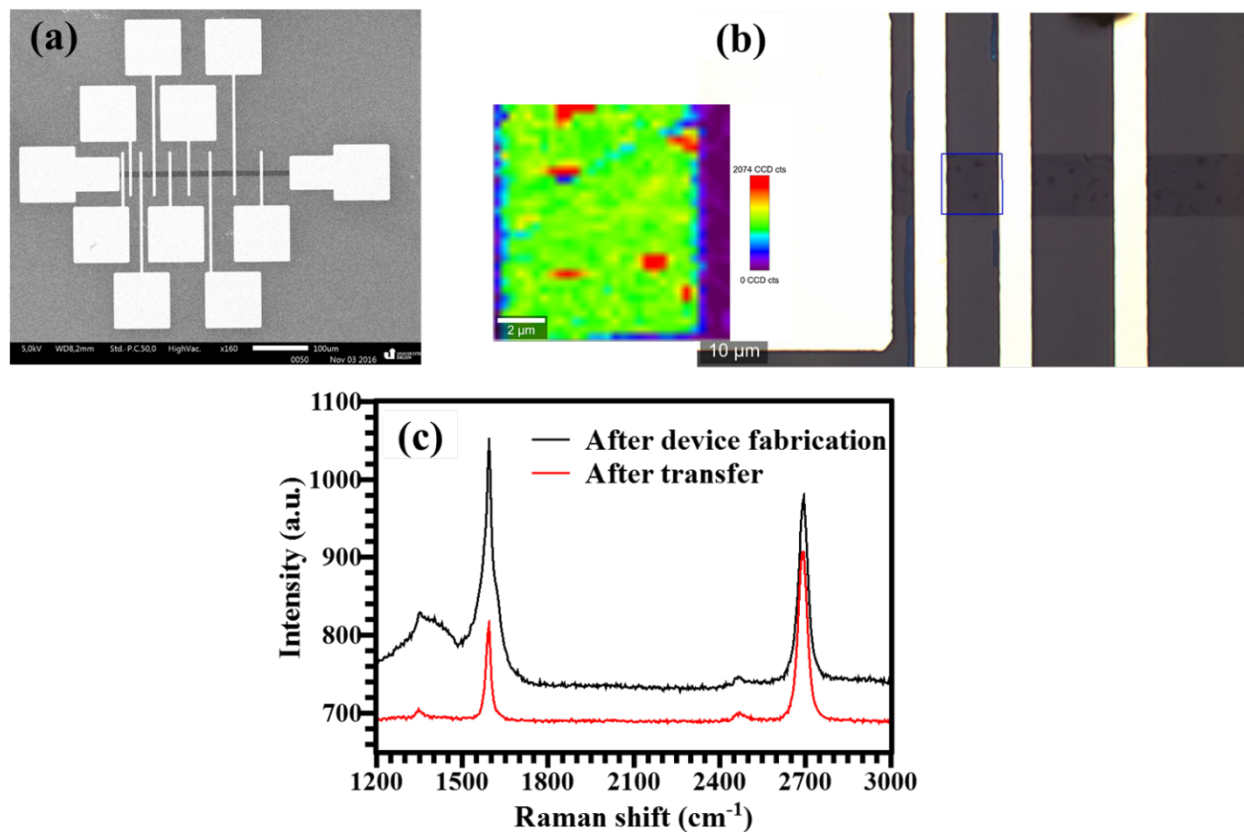 (a)
5,0kV WD8,2mm Std.-P.C.50,0 HighVac. x160 100um
0050 Nov 03 2016
UNIVERSITÄT
SIEGEN
(b)
2074 CCD cts
0 CCD cts
2 µm
10 µm
(c)
After device fabrication
After transfer
1100
1000
900
800
700
Intensity (a.u.)
1200 1500 1800 2100 2400 2700 3000
Raman shift (cm⁻¹)